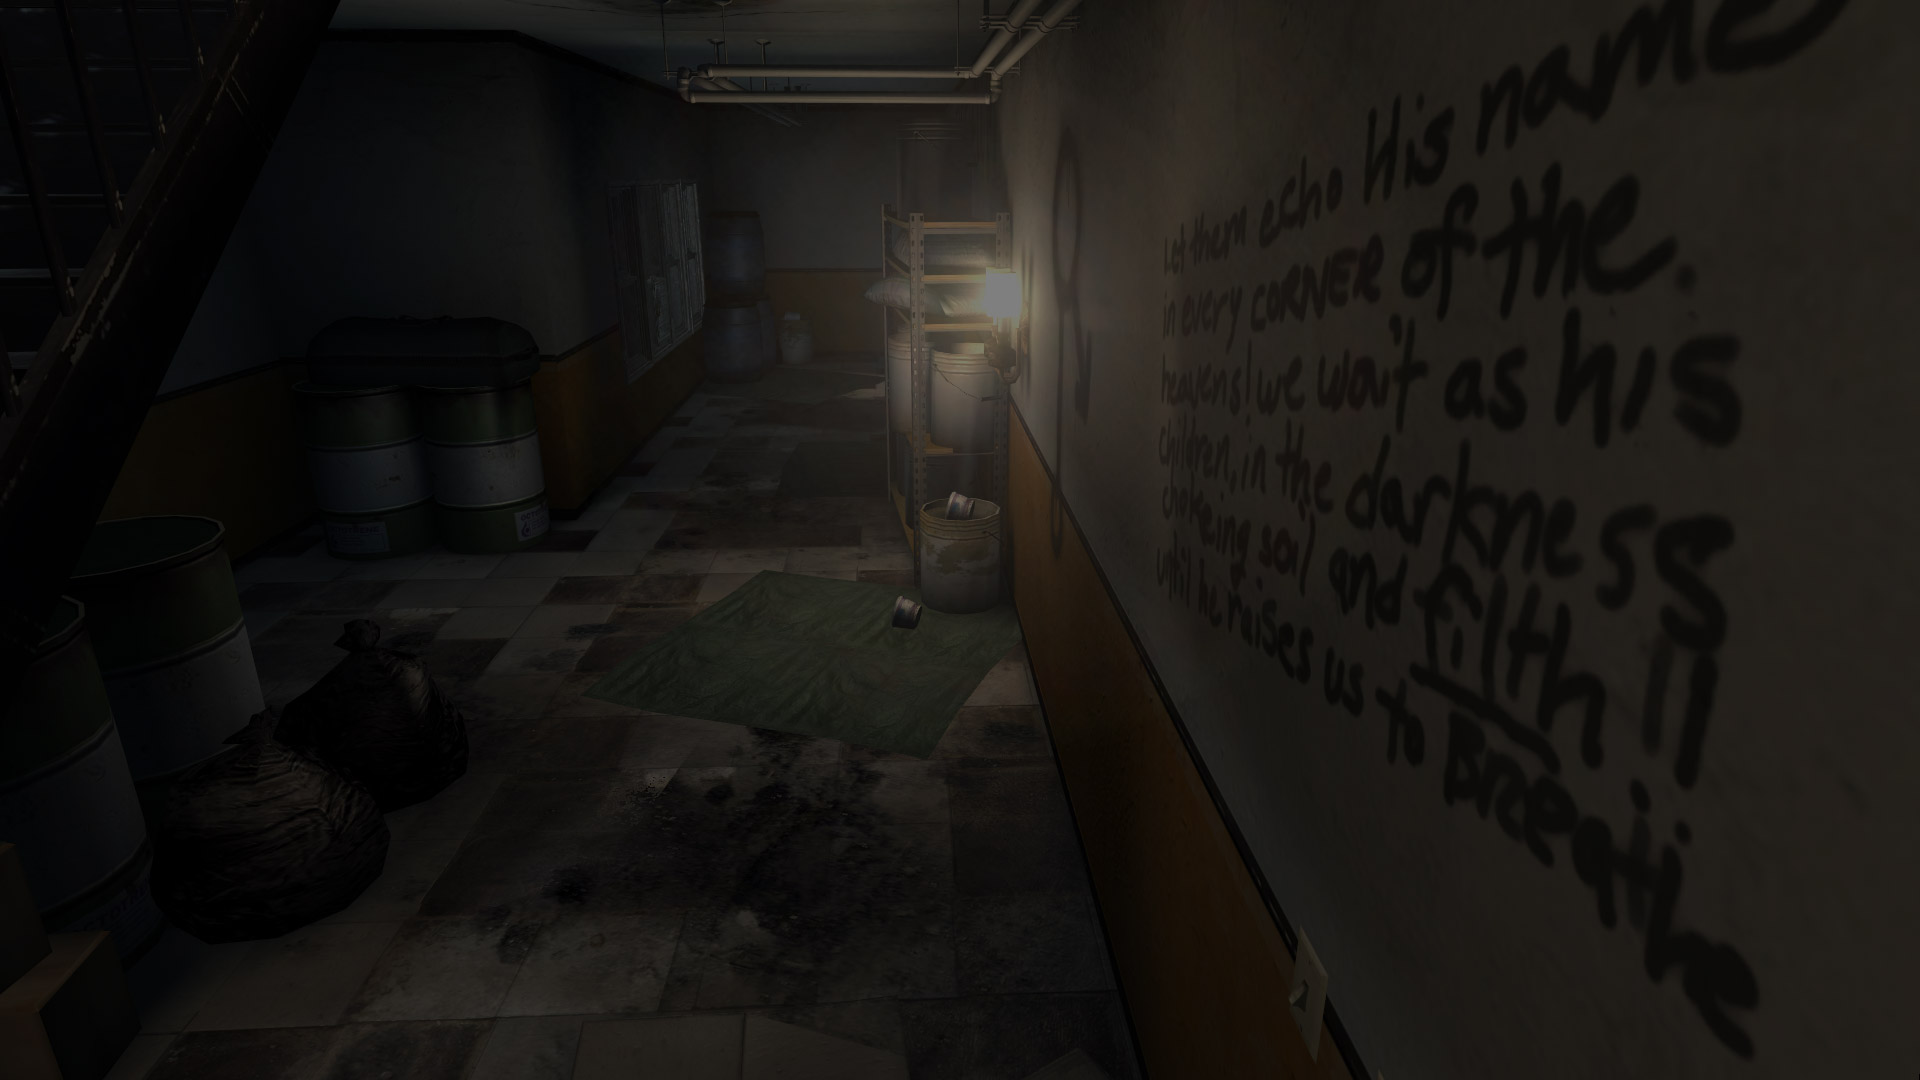 Let them echo His name
in every CORNER of the.
heavens! we wait as his
children, in the darkness
chokeing soil and filth!!
until he raises us to Breathe